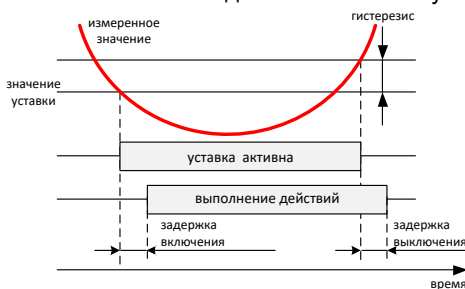 измеренное
значение
гистерезис
значение
уставки
уставка активна
выполнение действий
задержка
включения
задержка
выключения
время